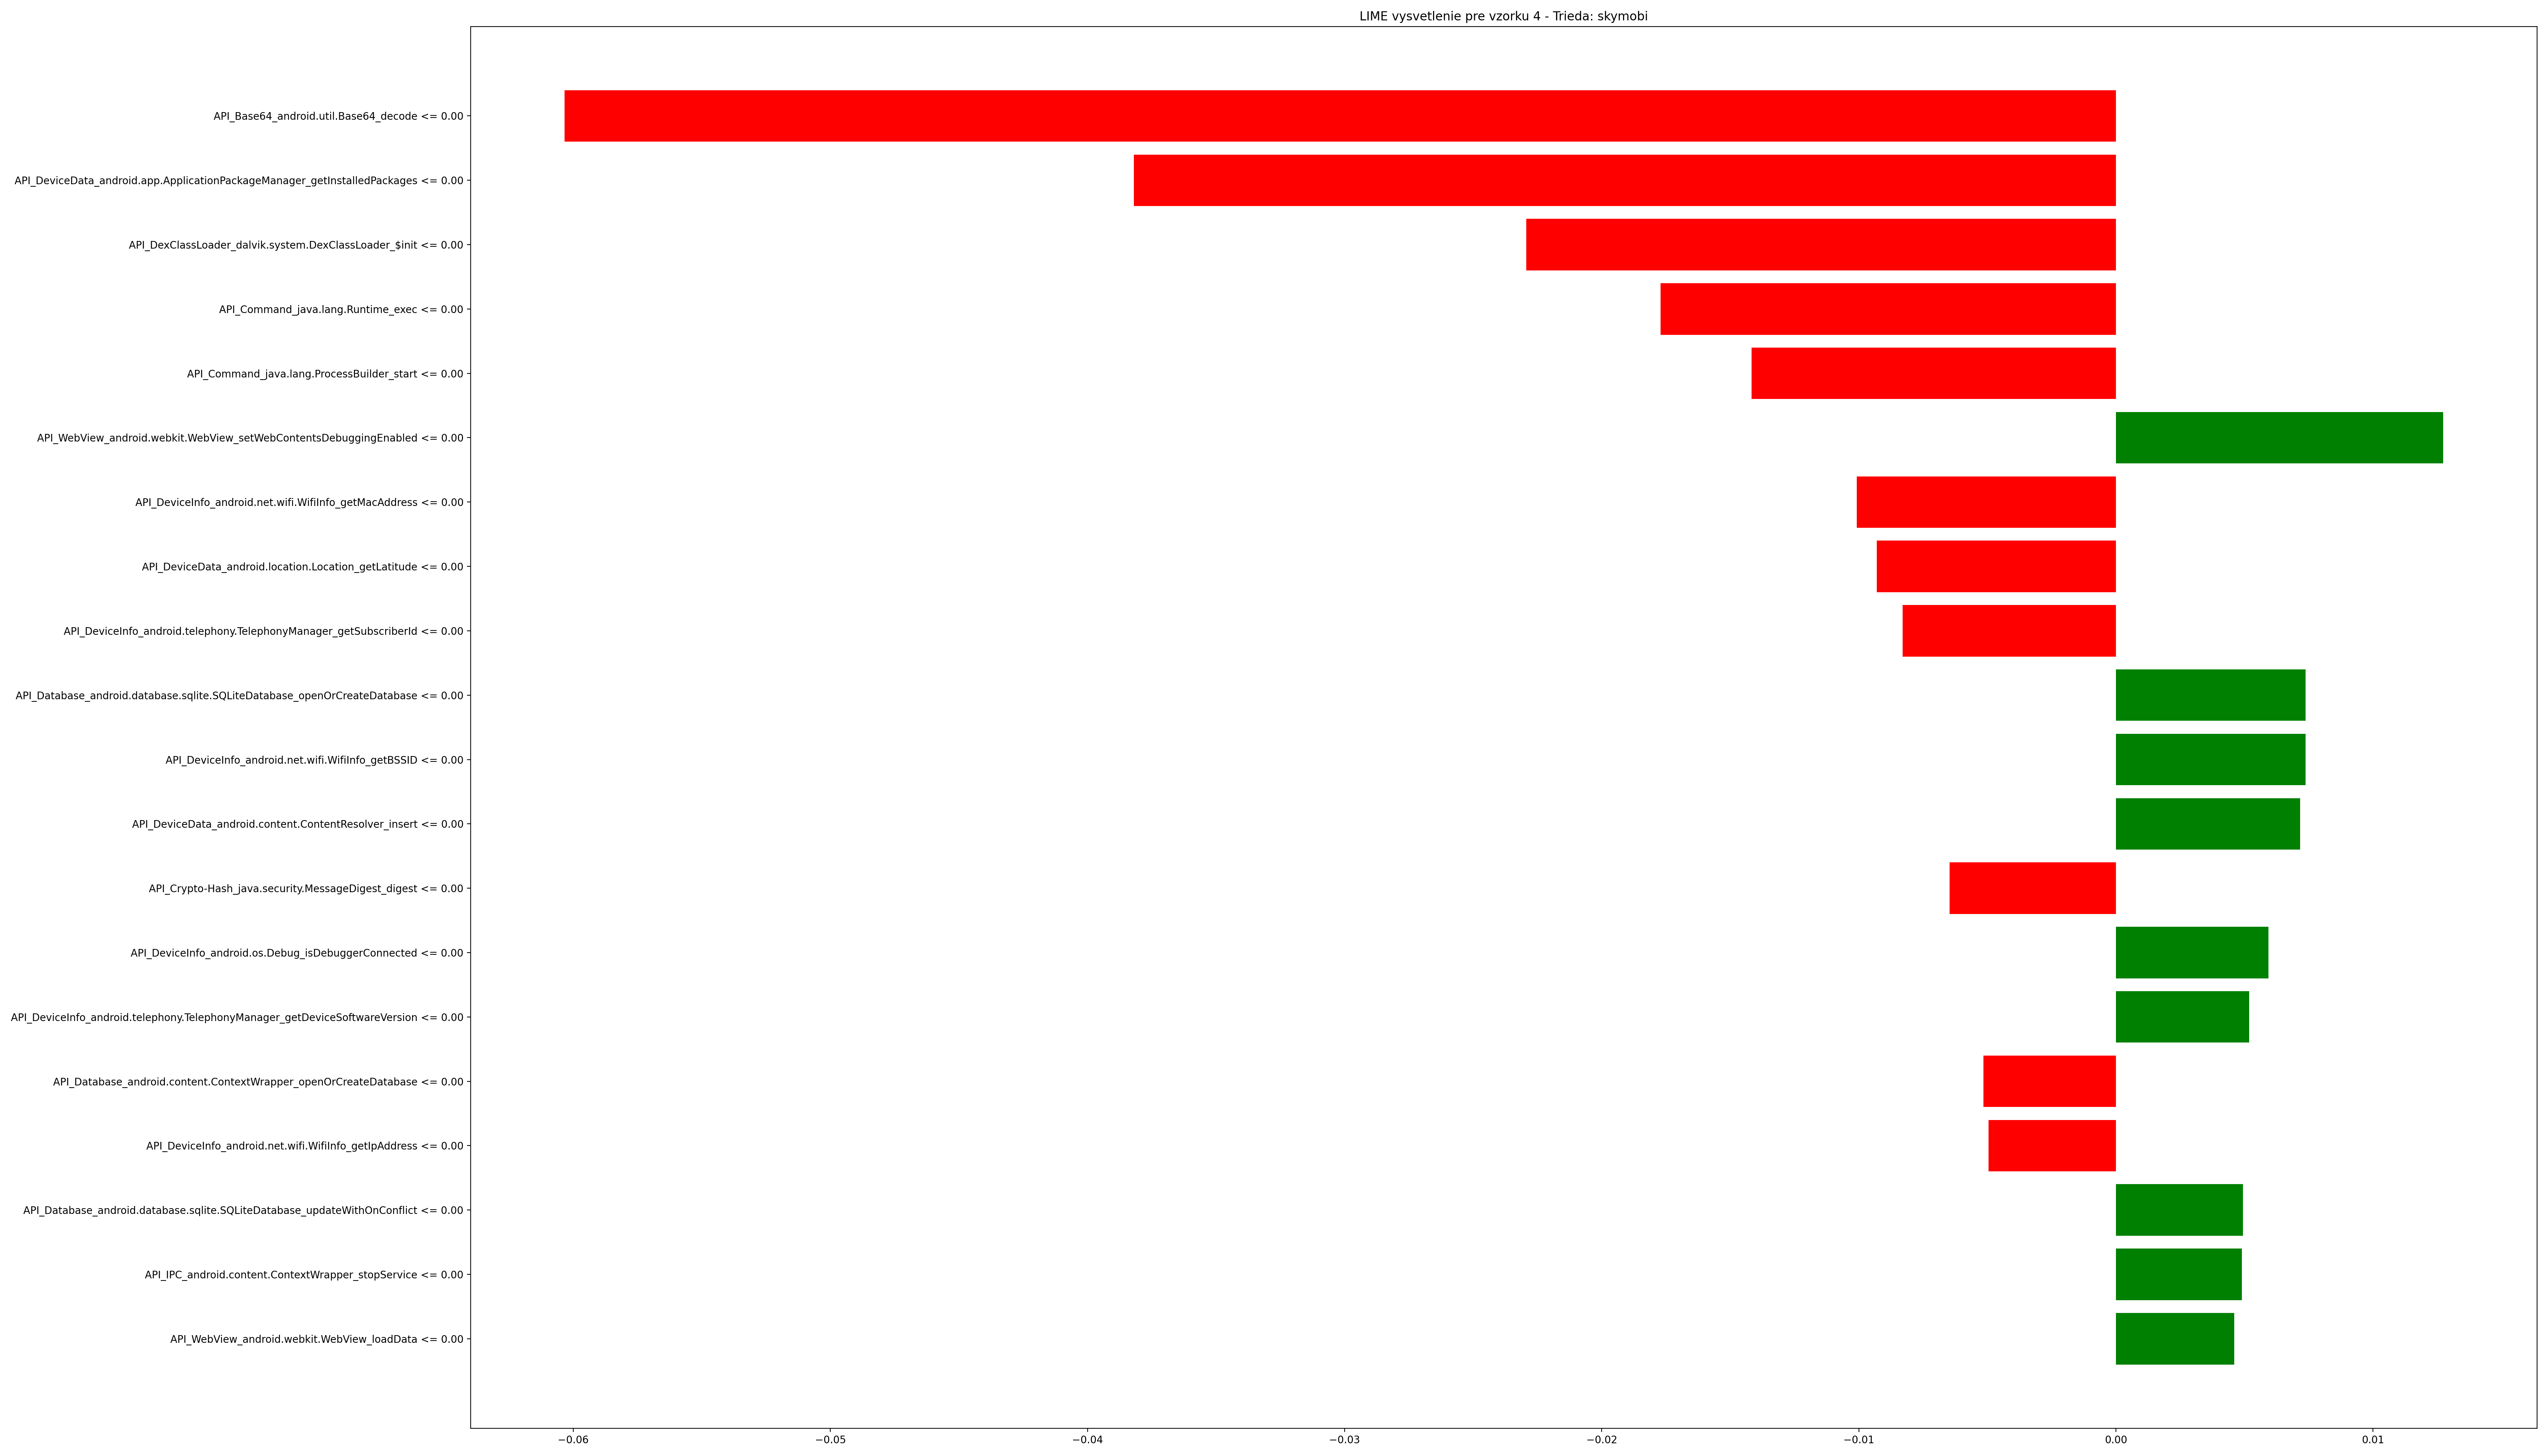 LIME vysvetlenie pre vzorku 4 - Trieda: skymobi
API_Base64_android.util.Base64_decode <= 0.00
API_DeviceData_android.app.ApplicationPackageManager_getInstalledPackages <= 0.00
API_DexClassLoader_dalvik.system.DexClassLoader_$init <= 0.00
API_Command_java.lang.Runtime_exec <= 0.00
API_Command_java.lang.ProcessBuilder_start <= 0.00
API_WebView_android.webkit.WebView_setWebContentsDebuggingEnabled <= 0.00
API_DeviceInfo_android.net.wifi.WifiInfo_getMacAddress <= 0.00
API_DeviceData_android.location.Location_getLatitude <= 0.00
API_DeviceInfo_android.telephony.TelephonyManager_getSubscriberId <= 0.00
API_Database_android.database.sqlite.SQLiteDatabase_openOrCreateDatabase <= 0.00
API_DeviceInfo_android.net.wifi.WifiInfo_getBSSID <= 0.00
API_DeviceData_android.content.ContentResolver_insert <= 0.00
API_Crypto-Hash_java.security.MessageDigest_digest <= 0.00
API_DeviceInfo_android.os.Debug_isDebuggerConnected <= 0.00
API_DeviceInfo_android.telephony.TelephonyManager_getDeviceSoftwareVersion <= 0.00
API_Database_android.content.ContextWrapper_openOrCreateDatabase <= 0.00
API_DeviceInfo_android.net.wifi.WifiInfo_getIpAddress <= 0.00
API_Database_android.database.sqlite.SQLiteDatabase_updateWithOnConflict <= 0.00
API_IPC_android.content.ContextWrapper_stopService <= 0.00
API_WebView_android.webkit.WebView_loadData <= 0.00
−0.06 −0.05 −0.04 −0.03 −0.02 −0.01 0.00 0.01